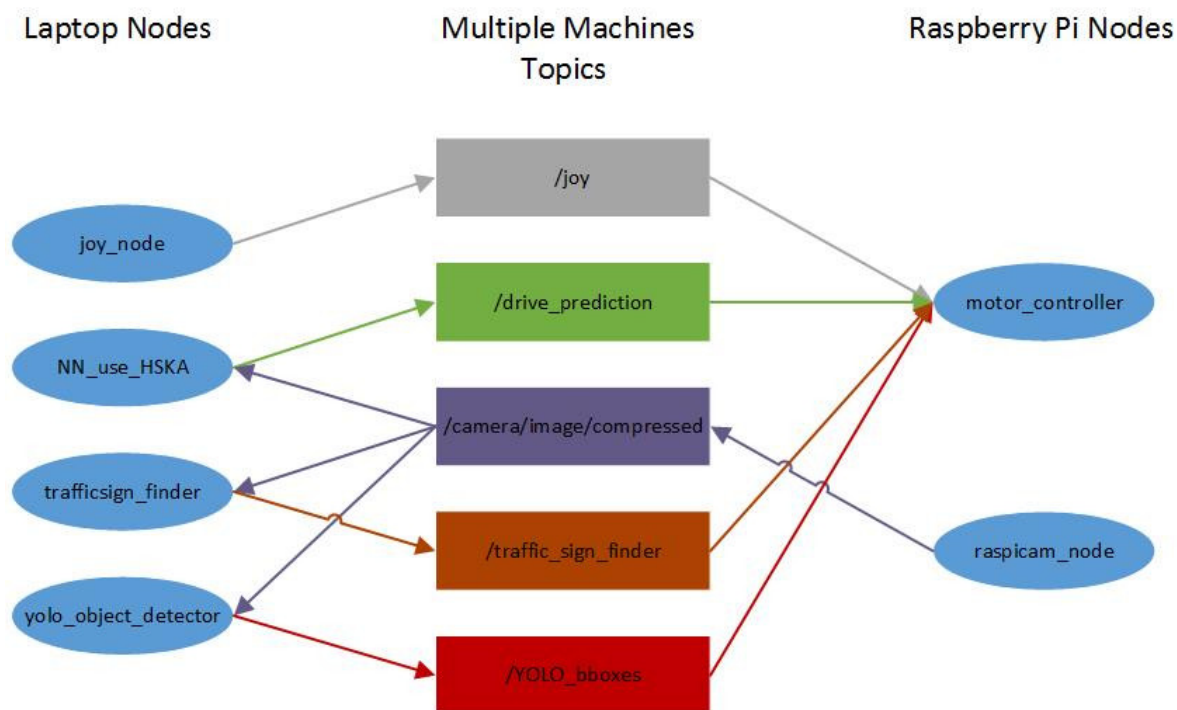 Laptop Nodes
Multiple Machines
Topics
Raspberry Pi Nodes
/joy
joy_node
/drive_prediction
motor_controller
NN_use_HSKA
/camera/image/compressed
trafficsign_finder
/traffic_sign_finder
raspicam_node
yolo_object_detector
/YOLO_bboxes